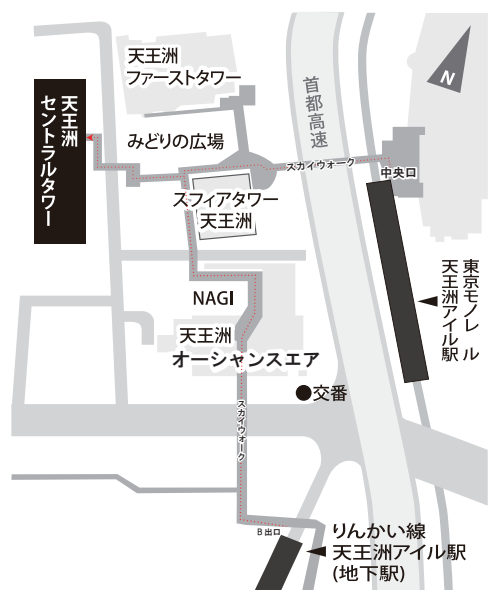 天王洲
ファーストタワー
首都高速
N
天王洲
セントラルタワー
みどりの広場
スカイウォーク
中央口
スフィアタワー
天王洲
東京モノレール
天王洲アイル駅
NAGI
天王洲
オーシャンスエア
交番
スカイウォーク
B出口
りんかい線
天王洲アイル駅
(地下駅)